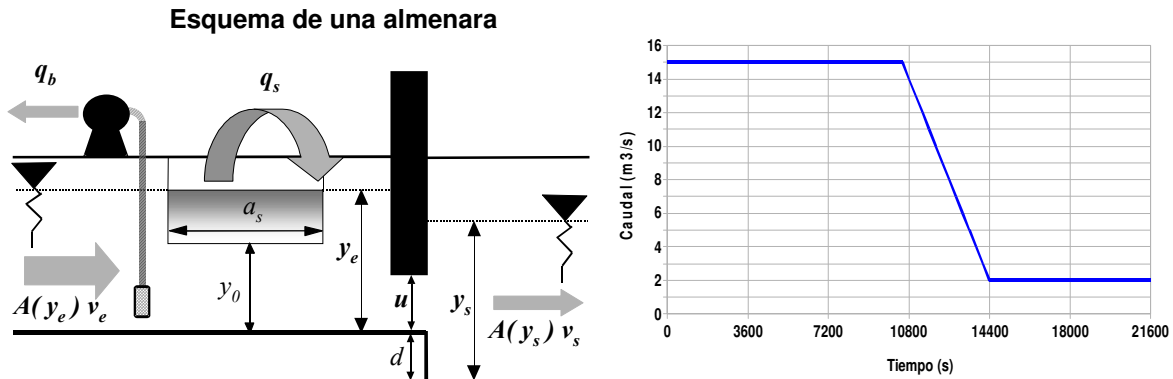 Esquema de una almenara
q_b
q_s
a_s
y_e
y_0
u
y_s
A(y_e) v_e
A(y_s) v_s
d
Caudal (m3/s)
16
14
12
10
8
6
4
2
0
0 3600 7200 10800 14400 18000 21600
Tiempo (s)